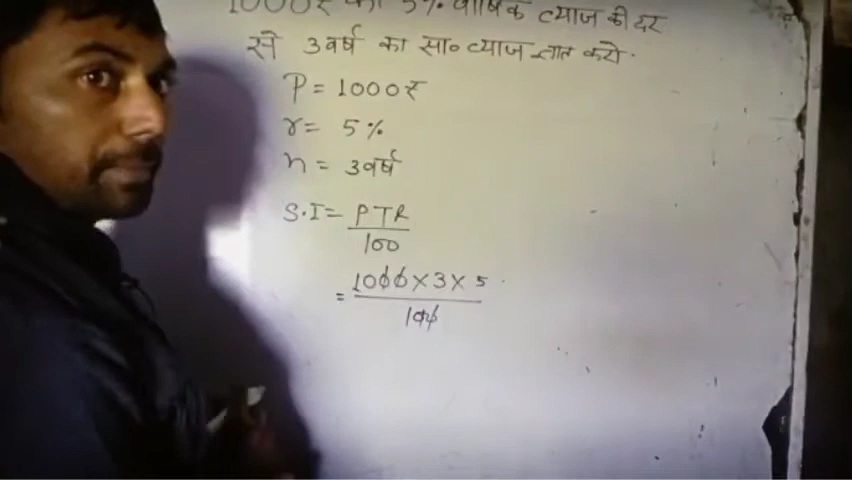 1000₹ का 5% वार्षिक ब्याज की दर
से 3 वर्ष का सा० ब्याज ज्ञात करो.
P = 1000₹
r = 5%
n = 3 वर्ष
S.I = PTR
100
= 1000 × 3 × 5
100